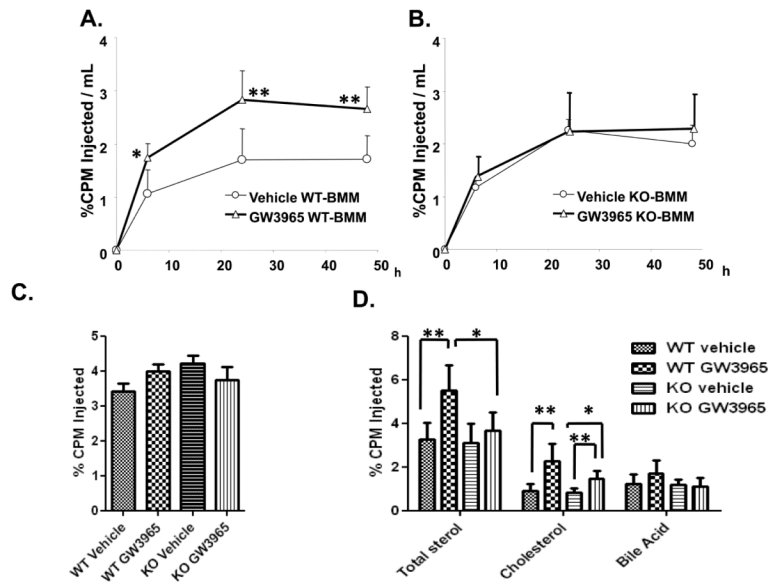 A.
%CPM Injected / mL
4
3
2
1
0
*
**
**
Vehicle WT-BMM
GW3965 WT-BMM
0
10
20
30
40
50
h
B.
%CPM Injected / mL
4
3
2
1
0
Vehicle KO-BMM
GW3965 KO-BMM
0
10
20
30
40
50
h
C.
% CPM Injected
5
4
3
2
1
0
WT Vehicle
WT GW3965
KO Vehicle
KO GW3965
D.
% CPM Injected
8
6
4
2
0
**
*
**
*
**
WT vehicle
WT GW3965
KO vehicle
KO GW3965
Total sterol
Cholesterol
Bile Acid